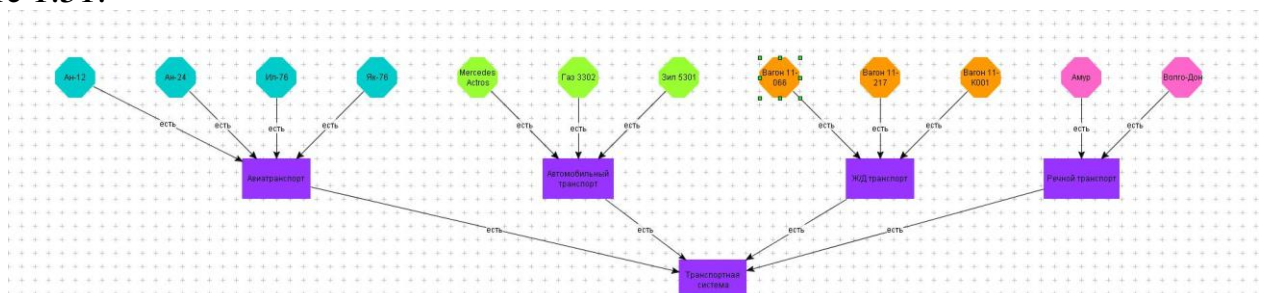 Ан-12
Ан-24
Ил-76
Як-76
Mercedes
Actros
Газ 3302
Зил 5301
Вагон 11-
066
Вагон 11-
217
Вагон 11-
К001
Амур
Волго-Дон
есть
есть
есть
есть
есть
есть
есть
есть
есть
есть
есть
есть
Авиатранспорт
Автомобильный
транспорт
Ж/Д транспорт
Речной транспорт
есть
есть
есть
есть
Транспортная
система